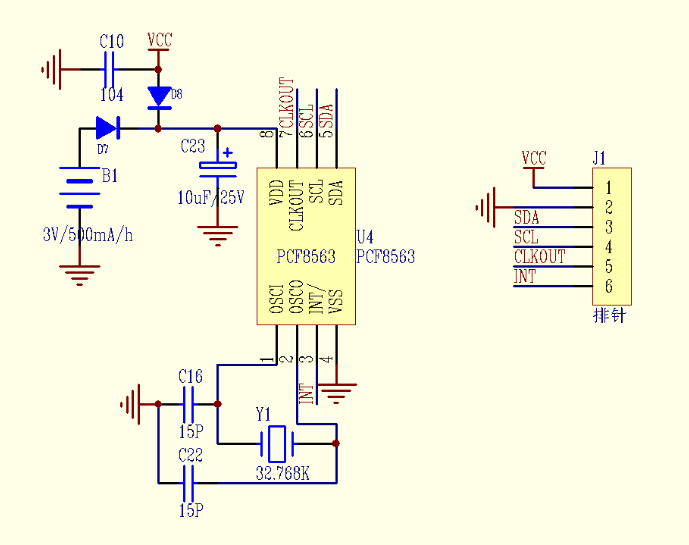 C10
VCC
104
D8
D7
B1
3V/500mA/h
C23
10uF/25V
CLKOUT
SCL
SDA
8
7
6
5
VDD
CLKOUT
SCL
SDA
PCF8563
U4
PCF8563
OSCI
OSCO
INT/
VSS
1
2
3
4
INT
C16
15P
Y1
32.768K
C22
15P
J1
VCC
1
2
SDA
3
SCL
4
CLKOUT
5
INT
6
排针